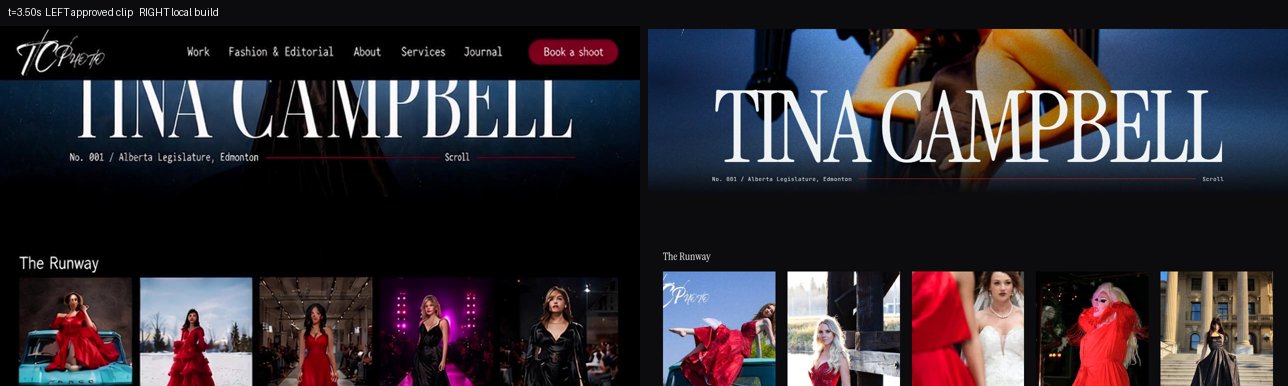 t=3.50s LEFT approved clip RIGHT local build
TCPHOTO
Work Fashion & Editorial About Services Journal Book a shoot
TINA CAMPBELL
No. 001 / Alberta Legislature, Edmonton Scroll
The Runway
TINA CAMPBELL
No. 001 / Alberta Legislature, Edmonton Scroll
The Runway
PHOTO